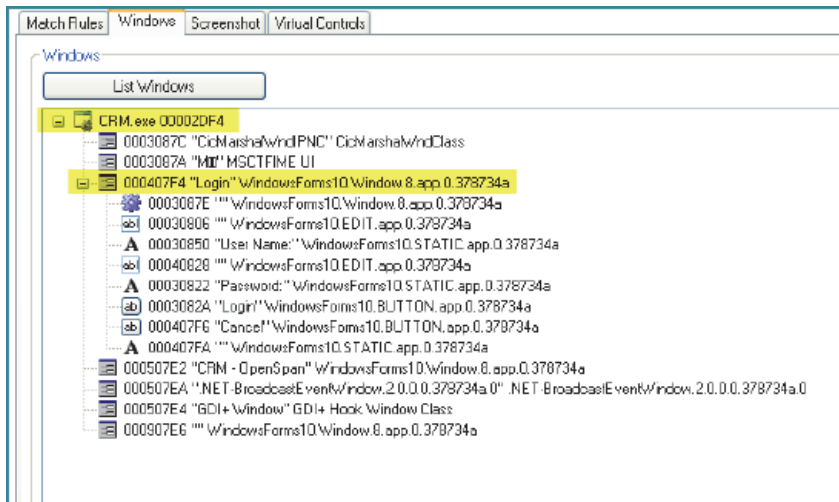 Match Rules Windows Screenshot Virtual Controls
Windows
List Windows
CRM.exe 00002DF4
0003087C "CicMarshalWndIPNC" CicMarshalWndClass
0003087A MSCTFIME UI
000407F4 "Login" WindowsForms10.Window.8.app.0.378734a
0003087E "" WindowsForms10.Window.8.app.0.378734a
00030806 "" WindowsForms10.EDIT.app.0.378734a
00030850 "User Name:" WindowsForms10.STATIC.app.0.378734a
00040828 "" WindowsForms10.EDIT.app.0.378734a
00030822 "Password:" WindowsForms10.STATIC.app.0.378734a
0003082A "Login" WindowsForms10.BUTTON.app.0.378734a
000407F6 "Cancel" WindowsForms10.BUTTON.app.0.378734a
000407FA "" WindowsForms10.STATIC.app.0.378734a
000507E2 "CRM - OpenSpan" WindowsForms10.Window.8.app.0.378734a
000507EA ".NET-BroadcastEventWindow.2.0.0.0.378734a.0" .NET-BroadcastEventWindow.2.0.0.0.378734a.0
000507E4 "GDI+ Window" GDI+ Hook Window Class
000907E6 "" WindowsForms10.Window.8.app.0.378734a